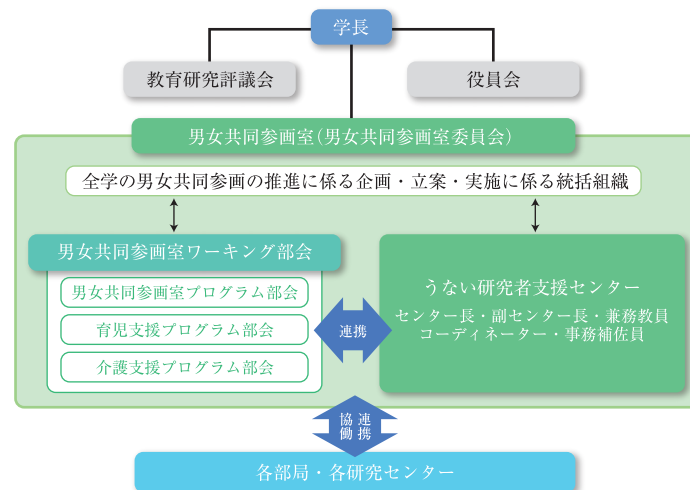 学長
教育研究評議会
役員会
男女共同参画室(男女共同参画室委員会)
全学の男女共同参画の推進に係る企画・立案・実施に係る統括組織
男女共同参画室ワーキング部会
男女共同参画室プログラム部会
育児支援プログラム部会
介護支援プログラム部会
連携
うない研究者支援センター
センター長・副センター長・兼務教員
コーディネーター・事務補佐員
連携
協働
各部局・各研究センター